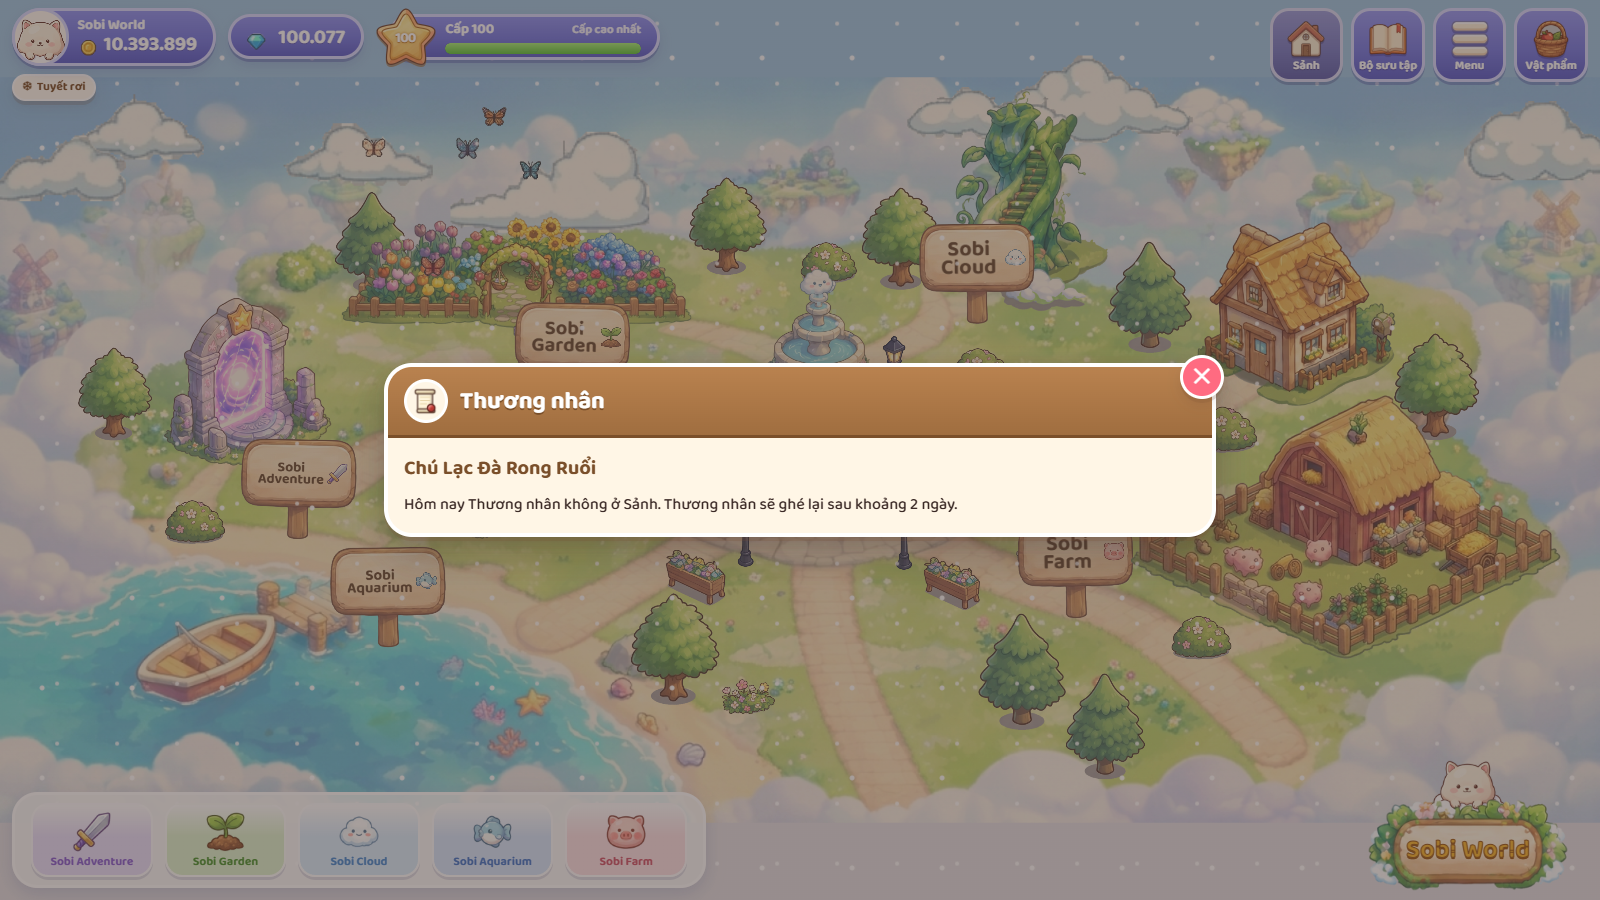 Sobi World
10.393.899
100.077
100
Cấp 100
Cấp cao nhất
Sảnh
Bộ sưu tập
Menu
Vật phẩm
❄ Tuyết rơi
Sobi
Cloud
Sobi
Garden
Thương nhân
Chú Lạc Đà Rong Ruổi
Hôm nay Thương nhân không ở Sảnh. Thương nhân sẽ ghé lại sau khoảng 2 ngày.
Sobi
Adventure
Sobi
Farm
Sobi
Aquarium
Sobi Adventure
Sobi Garden
Sobi Cloud
Sobi Aquarium
Sobi Farm
Sobi World